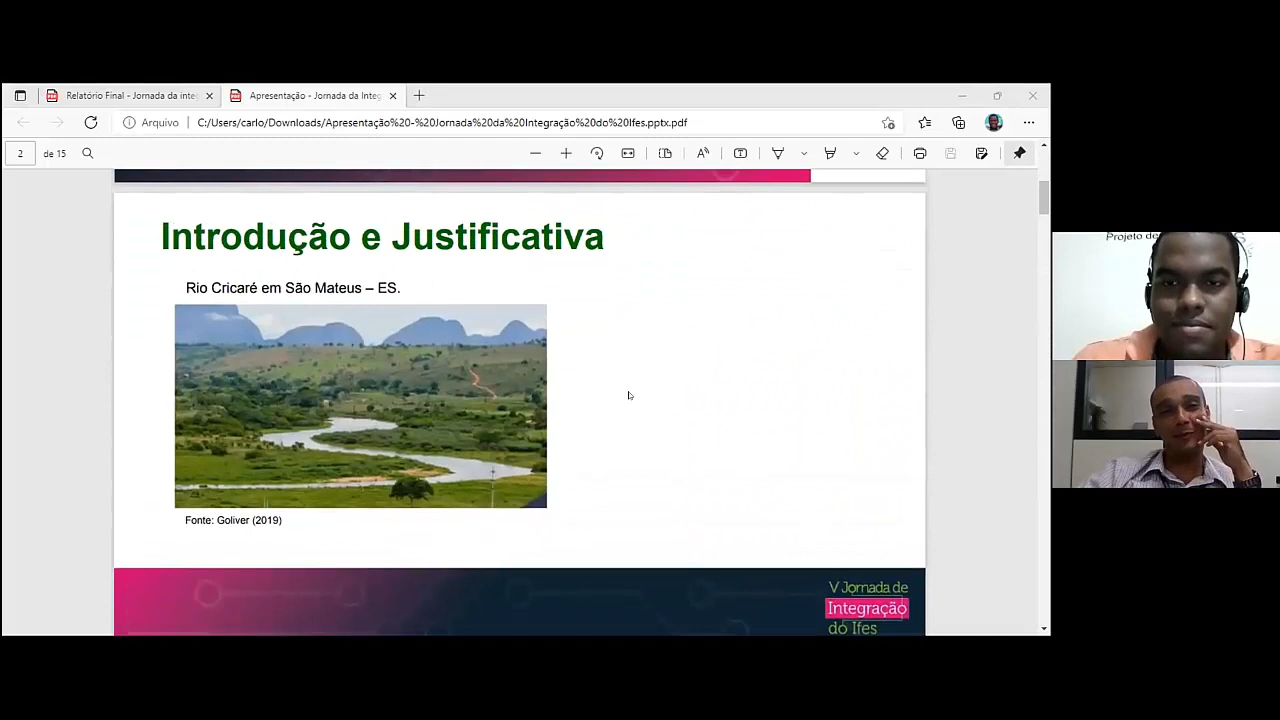 Relatório Final - Jornada da inte
Apresentação - Jornada da Integ
Arquivo
C:/Users/carlo/Downloads/Apresentação%20-%20Jornada%20da%20Integração%20do%20Ifes.pptx.pdf
2 de 15
Introdução e Justificativa
Rio Cricaré em São Mateus – ES.
Fonte: Goliver (2019)
V Jornada de
Integração
do Ifes
Projeto de